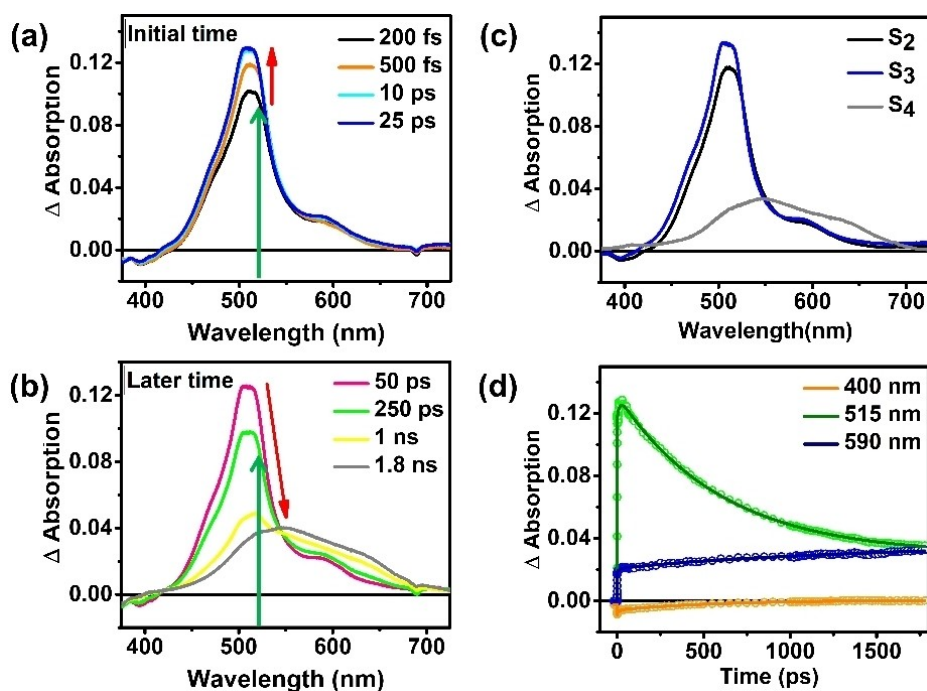 (a)
Initial time
200 fs
500 fs
10 ps
25 ps
Δ Absorption
0.12
0.08
0.04
0.00
400 500 600 700
Wavelength (nm)
(c)
S2
S3
S4
Δ Absorption
0.12
0.08
0.04
0.00
400 500 600 700
Wavelength(nm)
(b)
Later time
50 ps
250 ps
1 ns
1.8 ns
Δ Absorption
0.12
0.08
0.04
0.00
400 500 600 700
Wavelength (nm)
(d)
400 nm
515 nm
590 nm
Δ Absorption
0.12
0.08
0.04
0.00
0 500 1000 1500
Time (ps)